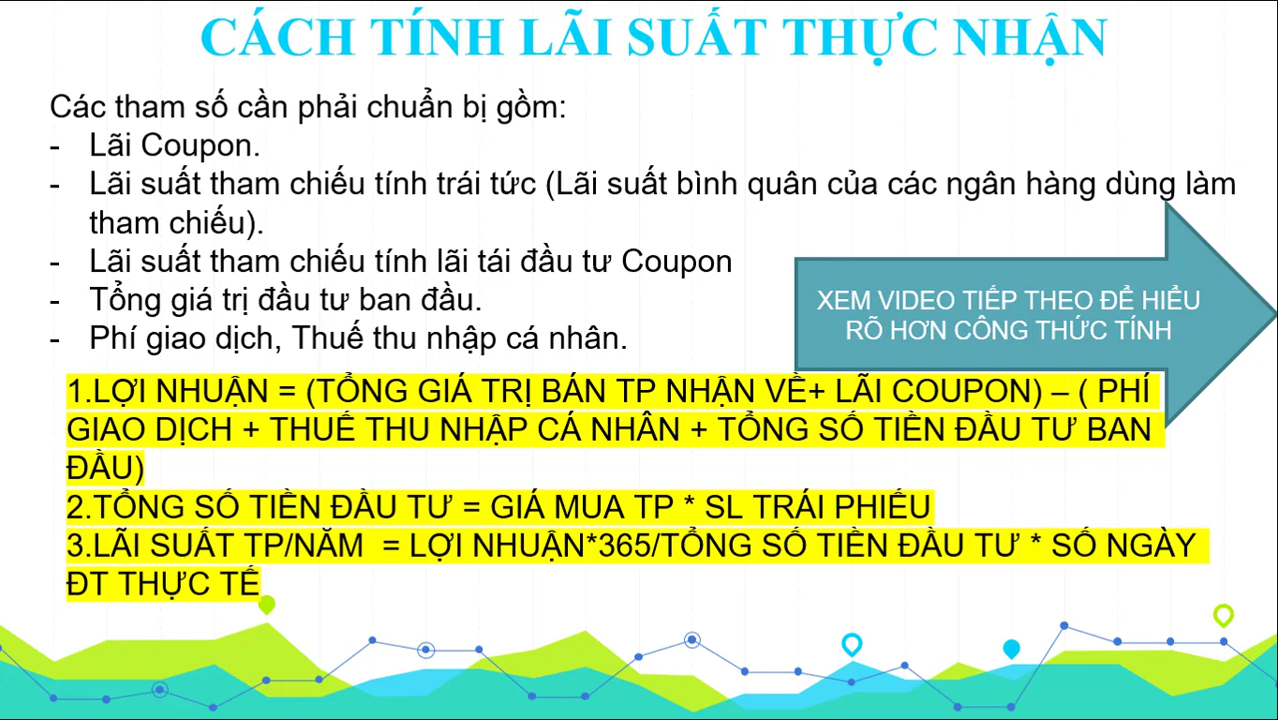 CÁCH TÍNH LÃI SUẤT THỰC NHẬN
Các tham số cần phải chuẩn bị gồm:
- Lãi Coupon.
- Lãi suất tham chiếu tính trái tức (Lãi suất bình quân của các ngân hàng dùng làm
tham chiếu).
- Lãi suất tham chiếu tính lãi tái đầu tư Coupon
- Tổng giá trị đầu tư ban đầu.
- Phí giao dịch, Thuế thu nhập cá nhân.
XEM VIDEO TIẾP THEO ĐỂ HIỂU
RÕ HƠN CÔNG THỨC TÍNH
1.LỢI NHUẬN = (TỔNG GIÁ TRỊ BÁN TP NHẬN VỀ+ LÃI COUPON) – ( PHÍ
GIAO DỊCH + THUẾ THU NHẬP CÁ NHÂN + TỔNG SỐ TIỀN ĐẦU TƯ BAN
ĐẦU)
2.TỔNG SỐ TIỀN ĐẦU TƯ = GIÁ MUA TP * SL TRÁI PHIẾU
3.LÃI SUẤT TP/NĂM = LỢI NHUẬN*365/TỔNG SỐ TIỀN ĐẦU TƯ * SỐ NGÀY
ĐT THỰC TẾ